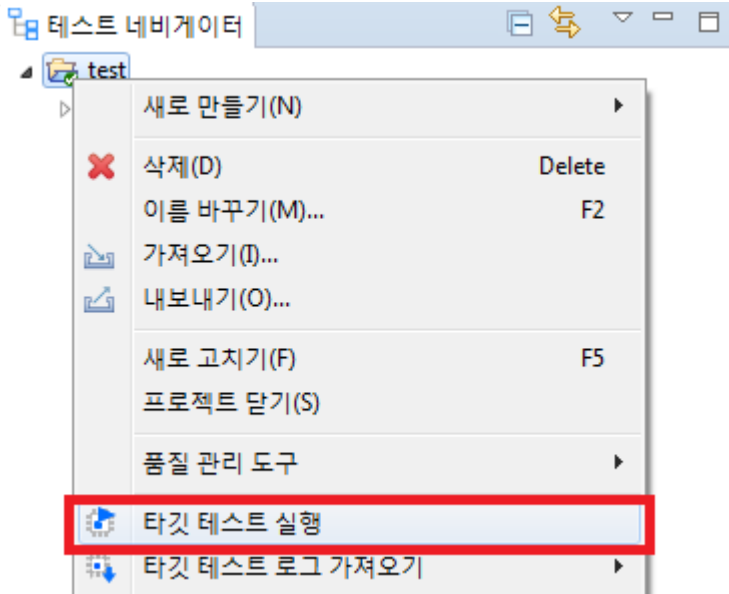 테스트 네비게이터
test
새로 만들기(N)
삭제(D) Delete
이름 바꾸기(M)... F2
가져오기(I)...
내보내기(O)...
새로 고치기(F) F5
프로젝트 닫기(S)
품질 관리 도구
타깃 테스트 실행
타깃 테스트 로그 가져오기